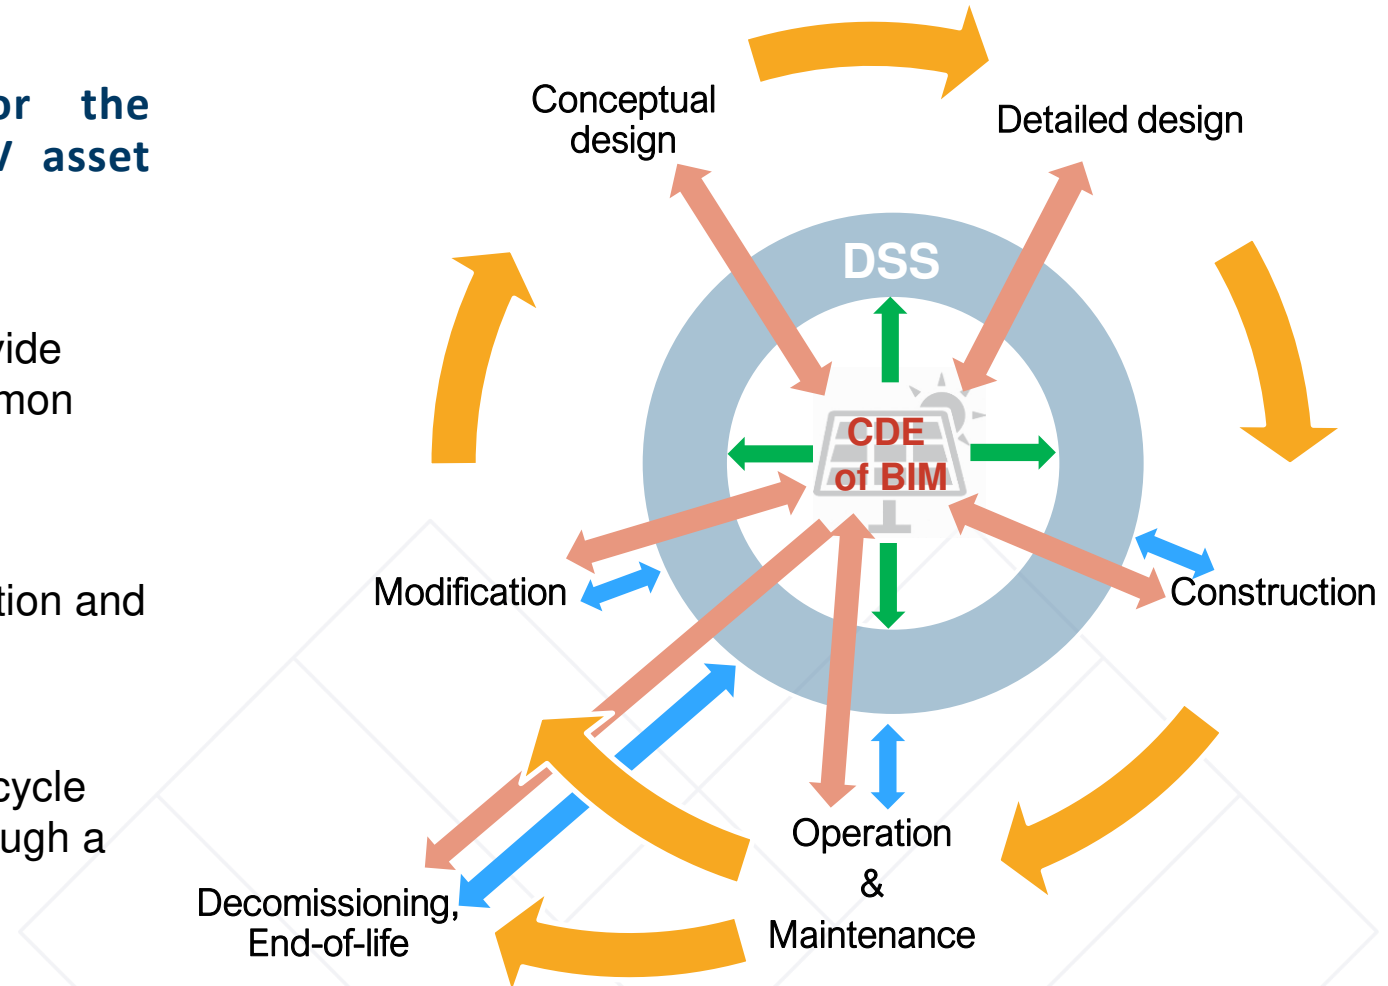 or the
V asset
vide
mon
tion and
cycle
ugh a
Conceptual
design
Detailed design
DSS
CDE
of BIM
Modification
Construction
Operation
&
Maintenance
Decomissioning,
End-of-life